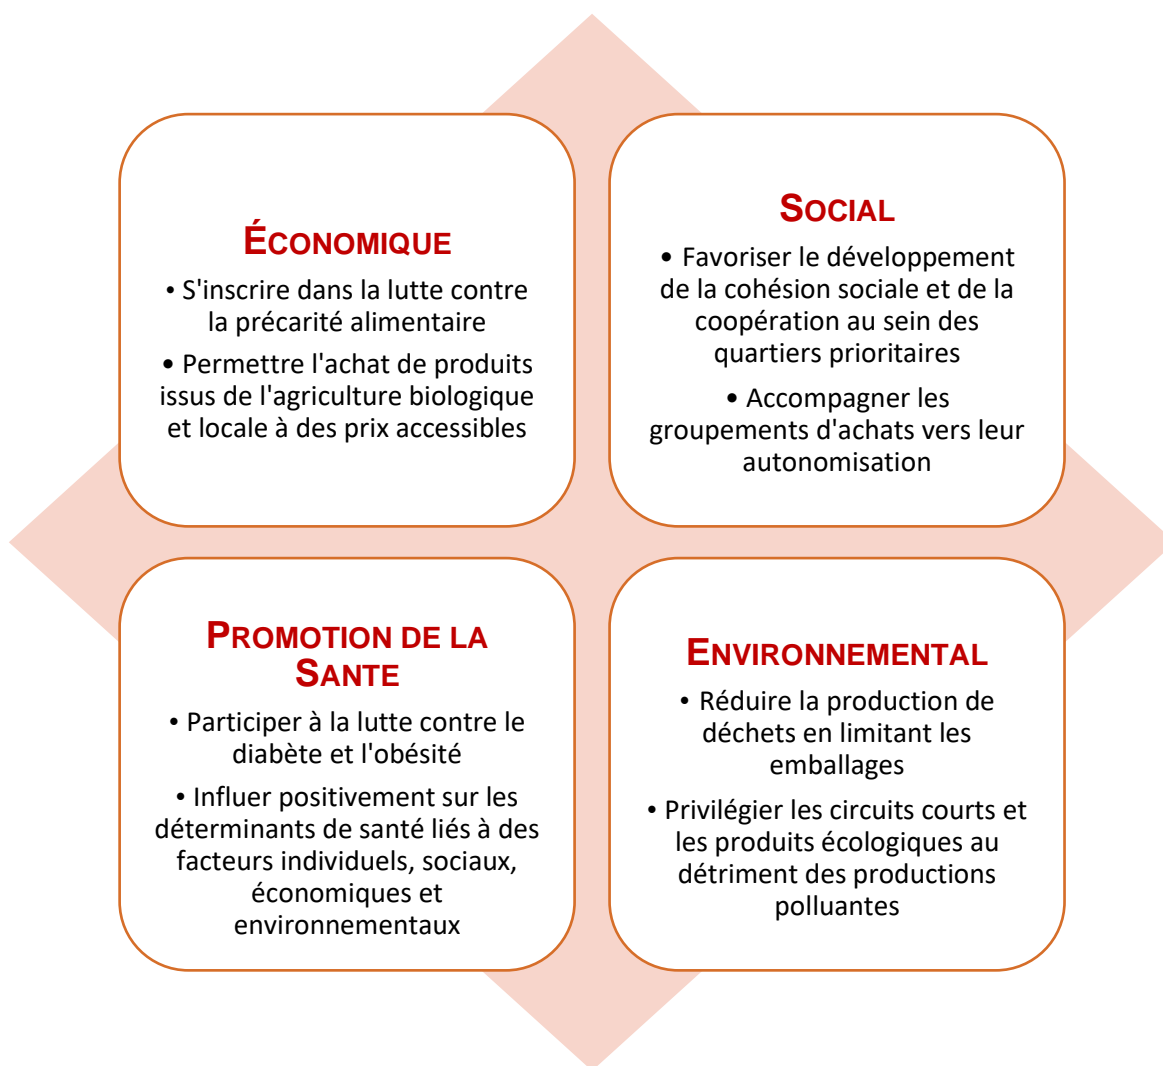 ÉCONOMIQUE
• S'inscrire dans la lutte contre
la précarité alimentaire
• Permettre l'achat de produits
issus de l'agriculture biologique
et locale à des prix accessibles
SOCIAL
• Favoriser le développement
de la cohésion sociale et de la
coopération au sein des
quartiers prioritaires
• Accompagner les
groupements d'achats vers leur
autonomisation
PROMOTION DE LA
SANTE
• Participer à la lutte contre le
diabète et l'obésité
• Influer positivement sur les
déterminants de santé liés à des
facteurs individuels, sociaux,
économiques et
environnementaux
ENVIRONNEMENTAL
• Réduire la production de
déchets en limitant les
emballages
• Privilégier les circuits courts et
les produits écologiques au
détriment des productions
polluantes